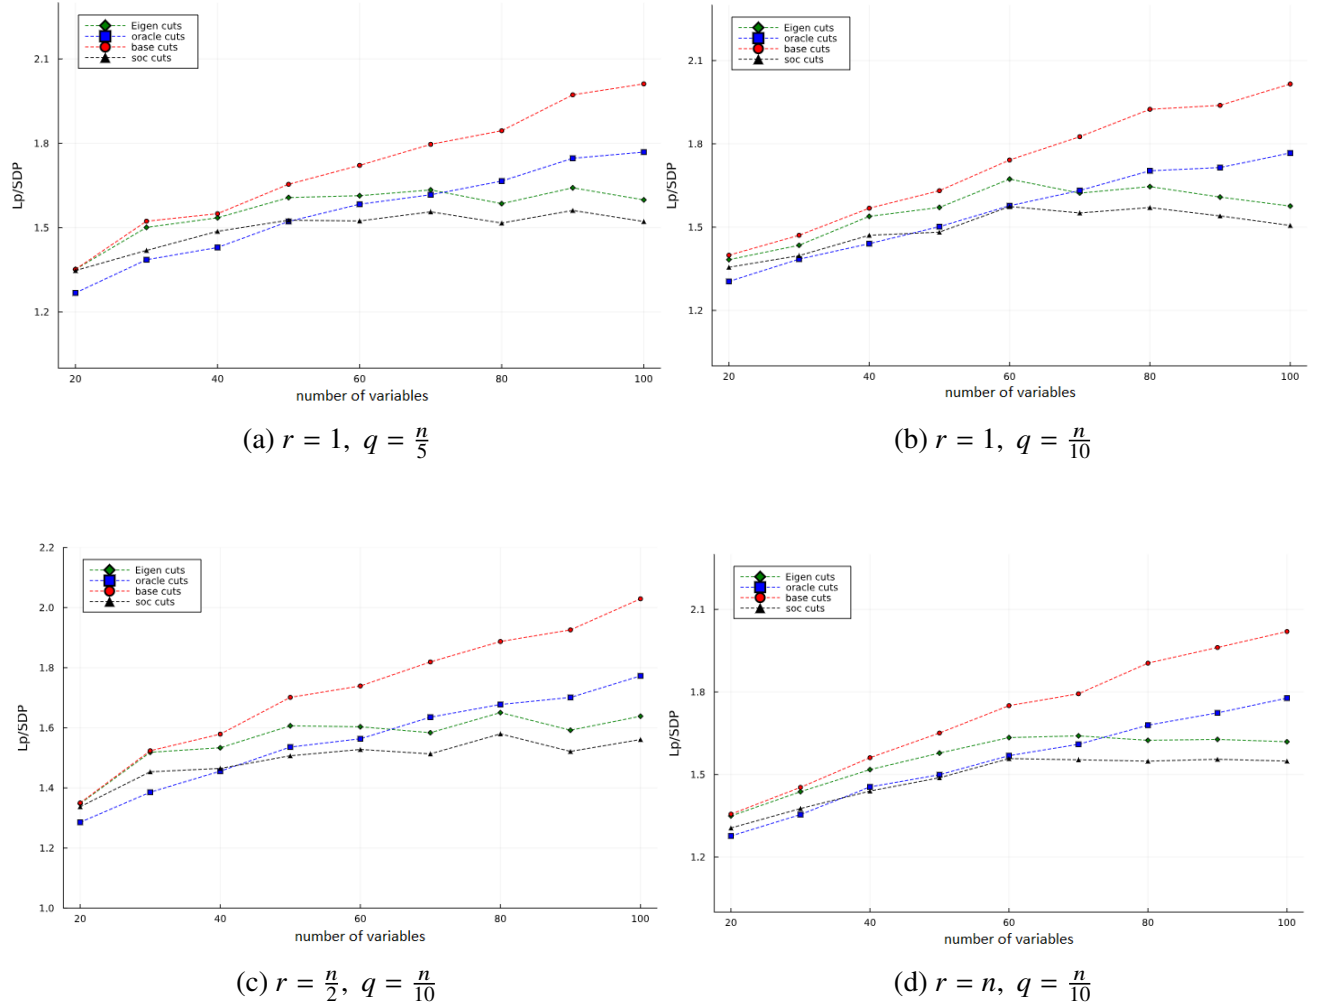 Eigen cuts
oracle cuts
base cuts
soc cuts
2.1
1.8
1.5
1.2
Lp/SDP
20 40 60 80 100
number of variables
(a) r = 1, q = n/5
Eigen cuts
oracle cuts
base cuts
soc cuts
2.1
1.8
1.5
1.2
Lp/SDP
20 40 60 80 100
number of variables
(b) r = 1, q = n/10
2.2
Eigen cuts
oracle cuts
base cuts
soc cuts
2.0
1.8
1.6
1.4
1.2
1.0
Lp/SDP
20 40 60 80 100
number of variables
(c) r = n/2, q = n/10
Eigen cuts
oracle cuts
base cuts
soc cuts
2.1
1.8
1.5
1.2
Lp/SDP
20 40 60 80 100
number of variables
(d) r = n, q = n/10